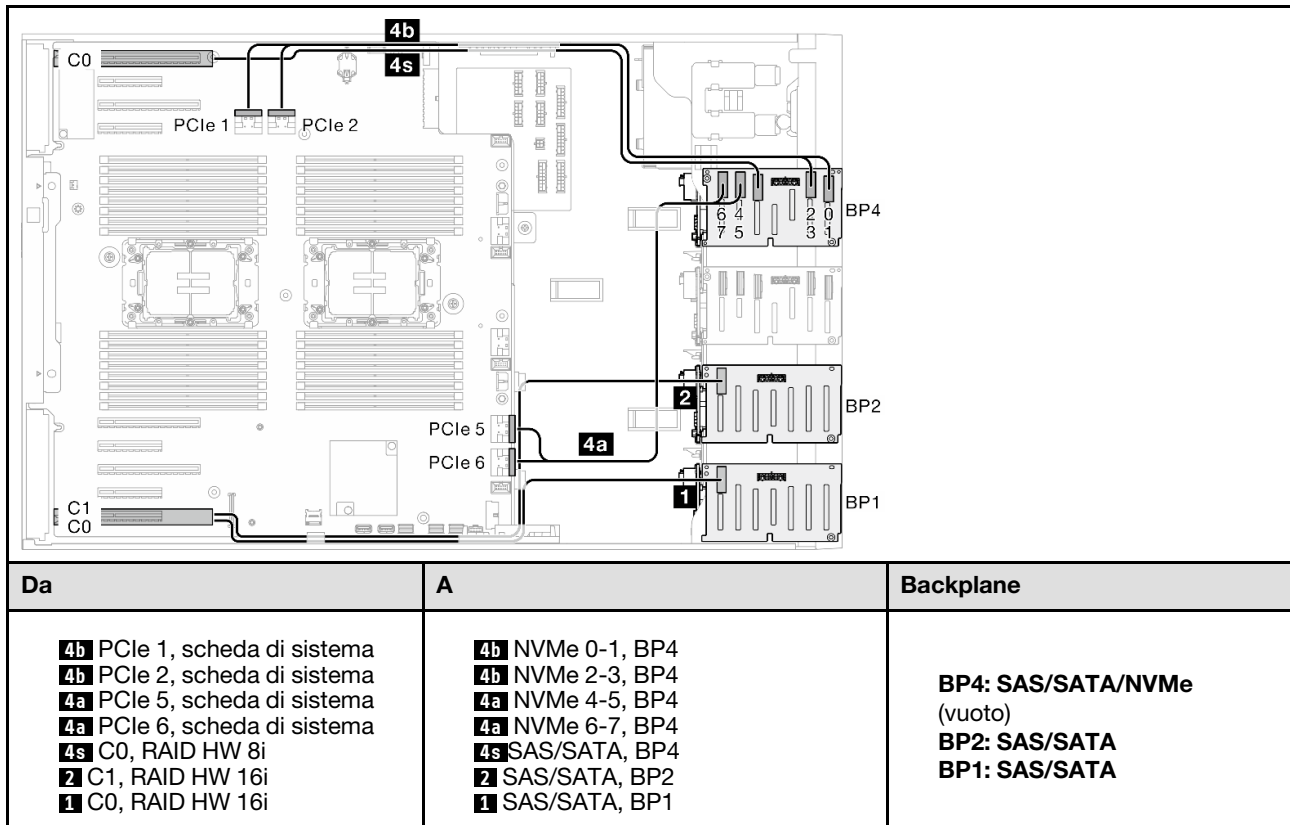 4b
C0
4s
PCIe 1
PCIe 2
6 4 2 0
7 5 3 1
BP4
2
BP2
PCIe 5
4a
PCIe 6
1
BP1
C1
C0
Da
A
Backplane
4b PCIe 1, scheda di sistema
4b PCIe 2, scheda di sistema
4a PCIe 5, scheda di sistema
4a PCIe 6, scheda di sistema
4s C0, RAID HW 8i
2 C1, RAID HW 16i
1 C0, RAID HW 16i
4b NVMe 0-1, BP4
4b NVMe 2-3, BP4
4a NVMe 4-5, BP4
4a NVMe 6-7, BP4
4s SAS/SATA, BP4
2 SAS/SATA, BP2
1 SAS/SATA, BP1
BP4: SAS/SATA/NVMe
(vuoto)
BP2: SAS/SATA
BP1: SAS/SATA